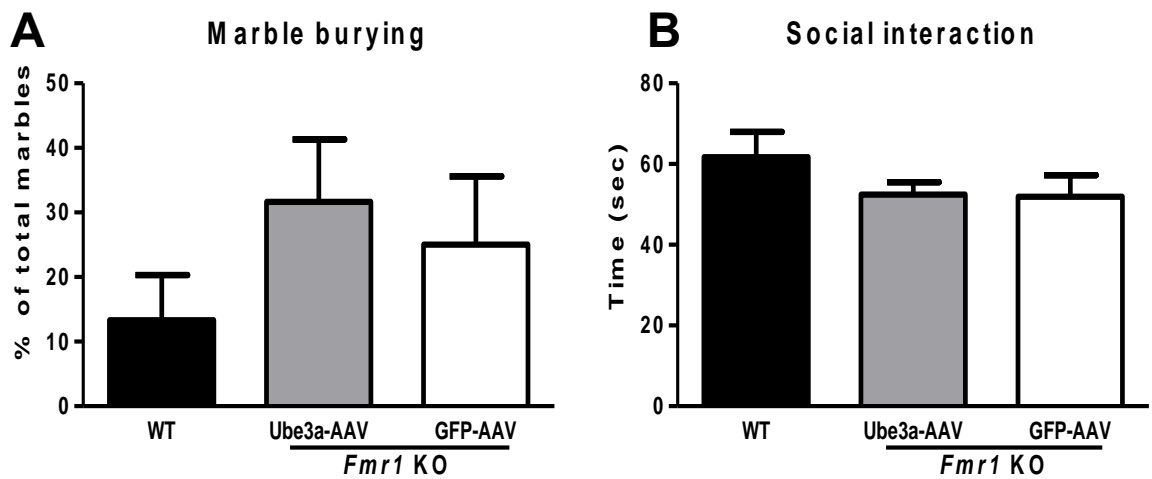 A
Marble burying
% of total marbles
50
40
30
20
10
0
WT
Ube3a-AAV
GFP-AAV
Fmr1 KO
B
Social interaction
Time (sec)
80
60
40
20
0
WT
Ube3a-AAV
GFP-AAV
Fmr1 KO